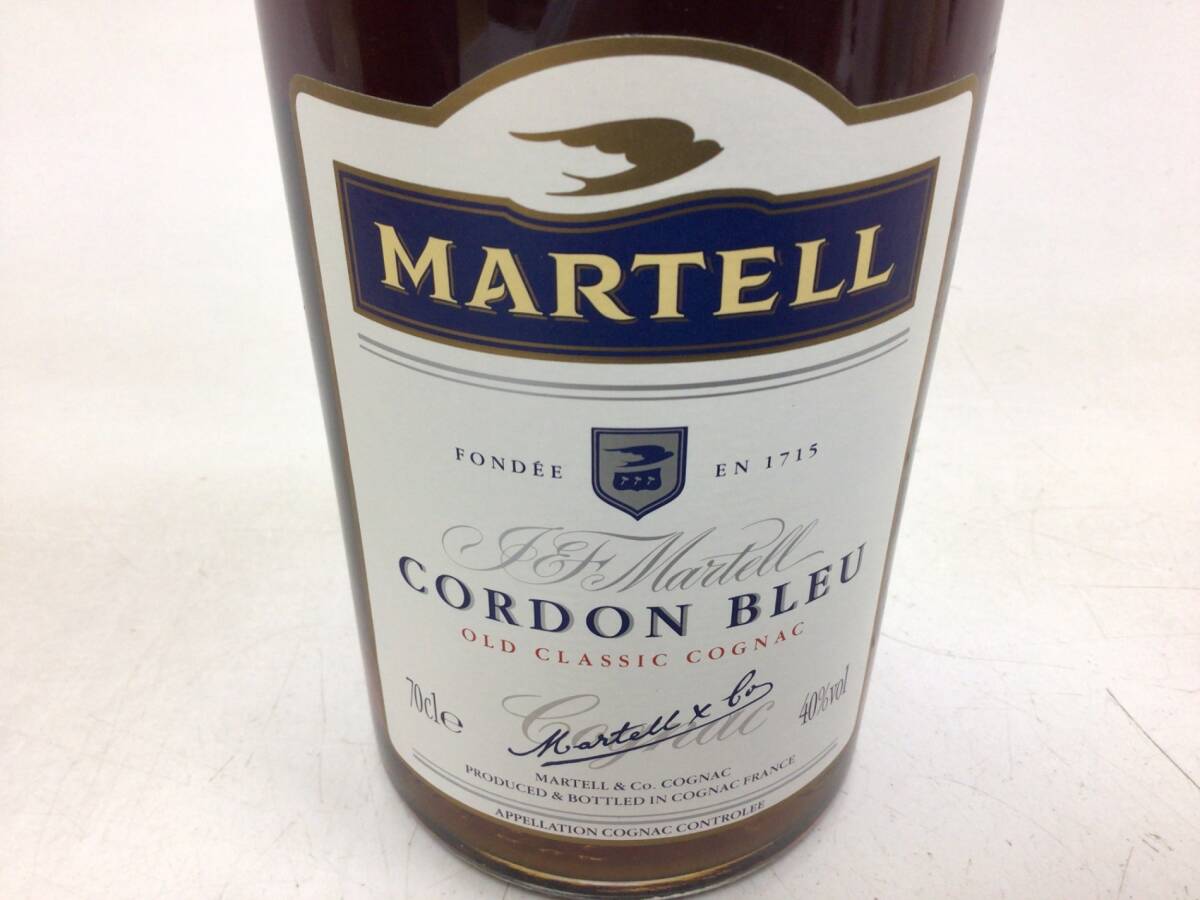 MARTELL
FONDÉE EN 1715
J & F Martell
CORDON BLEU
OLD CLASSIC COGNAC
70cl e 40%vol
Cognac
Martell & Co
MARTELL & Co. COGNAC
PRODUCED & BOTTLED IN COGNAC FRANCE
APPELLATION COGNAC CONTROLEE